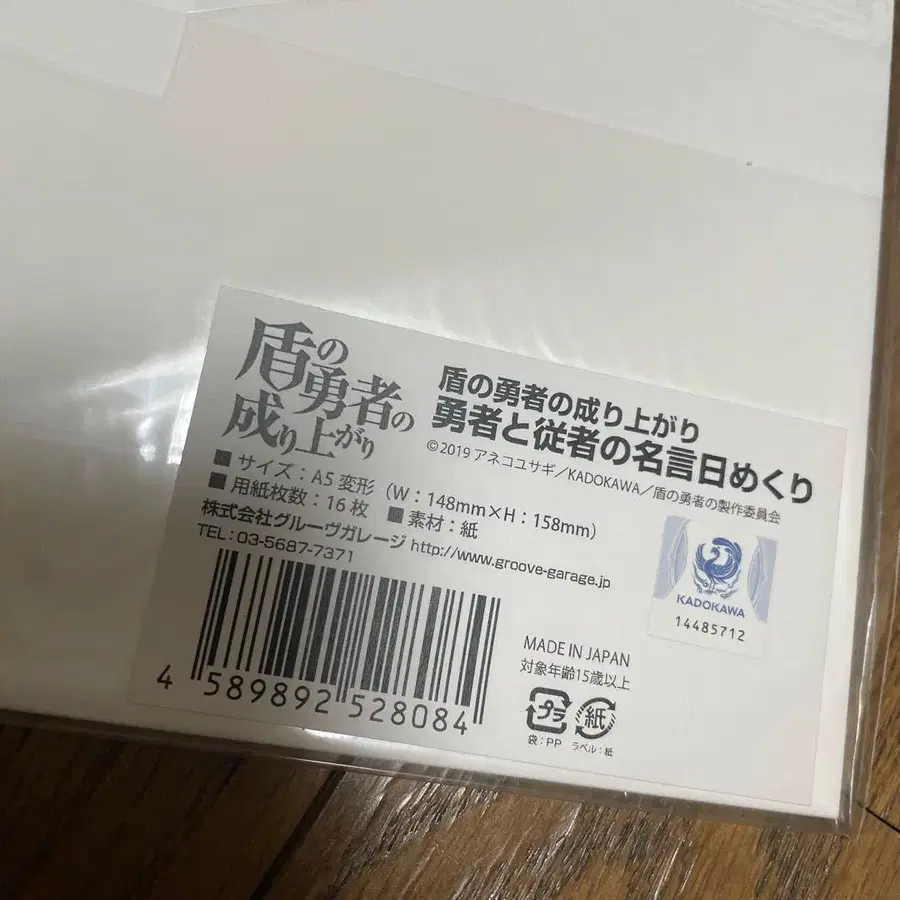 盾の勇者の成り上がり
盾の勇者の成り上がり
勇者と従者の名言日めくり
©2019 アネコユサギ/KADOKAWA/盾の勇者の製作委員会
■サイズ：A5変形（W：148mm×H：158mm）
■用紙枚数：16枚 ■素材：紙
株式会社グルーヴガレージ http://www.groove-garage.jp
TEL：03-5687-7371
KADOKAWA
14485712
4 589892 528084
MADE IN JAPAN
対象年齢15歳以上
プラ 紙
袋：PP ラベル：紙